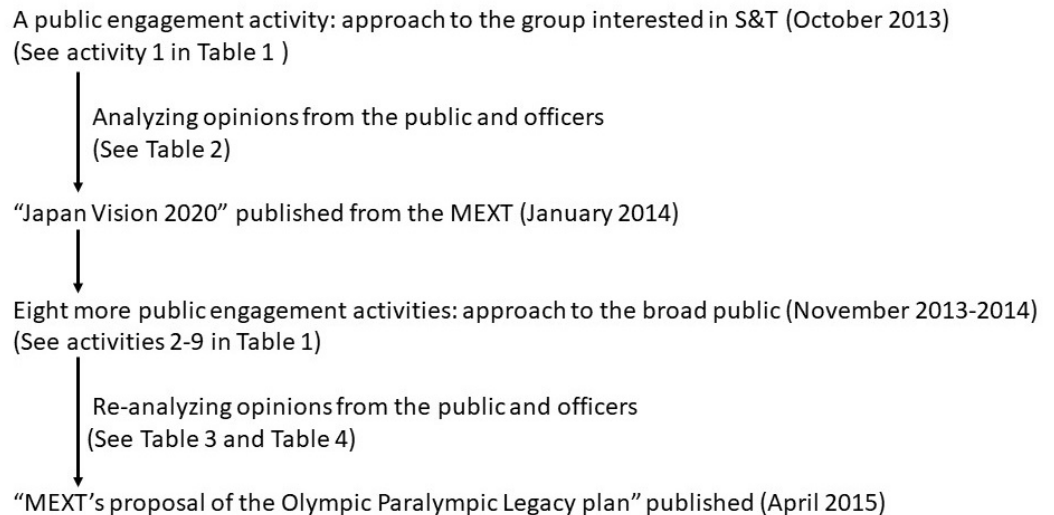 A public engagement activity: approach to the group interested in S&T (October 2013)
(See activity 1 in Table 1 )
Analyzing opinions from the public and officers
(See Table 2)
“Japan Vision 2020” published from the MEXT (January 2014)
Eight more public engagement activities: approach to the broad public (November 2013-2014)
(See activities 2-9 in Table 1)
Re-analyzing opinions from the public and officers
(See Table 3 and Table 4)
“MEXT’s proposal of the Olympic Paralympic Legacy plan” published (April 2015)